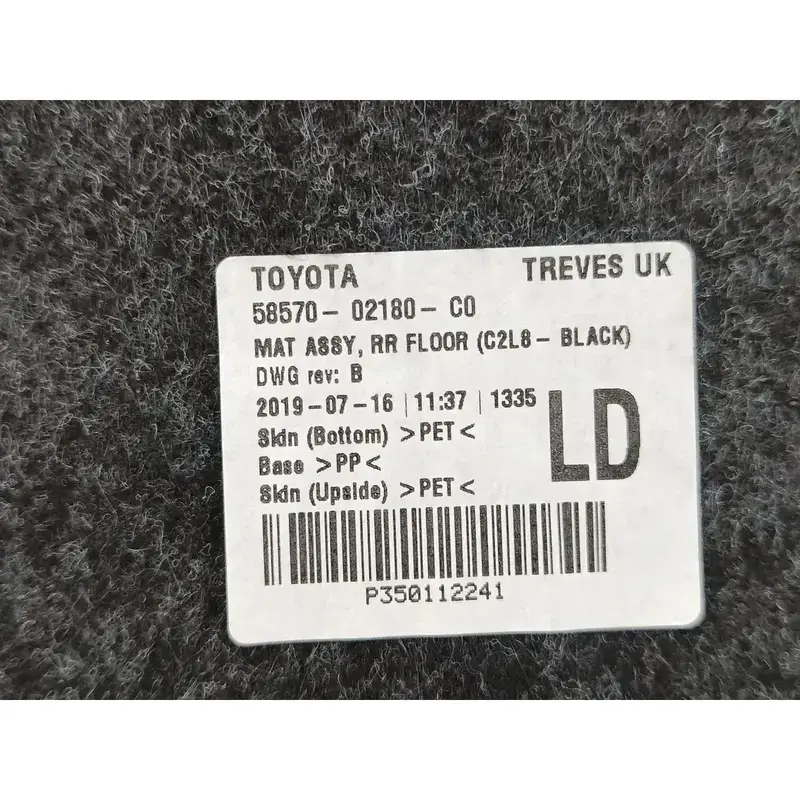 TOYOTA TREVES UK
58570- 02180- C0
MAT ASSY, RR FLOOR (C2L8 - BLACK)
DWG rev: B
2019-07-16 | 11:37 | 1335
LD
Skin (Bottom) >PET<
Base >PP<
Skin (Upside) >PET<
P350112241